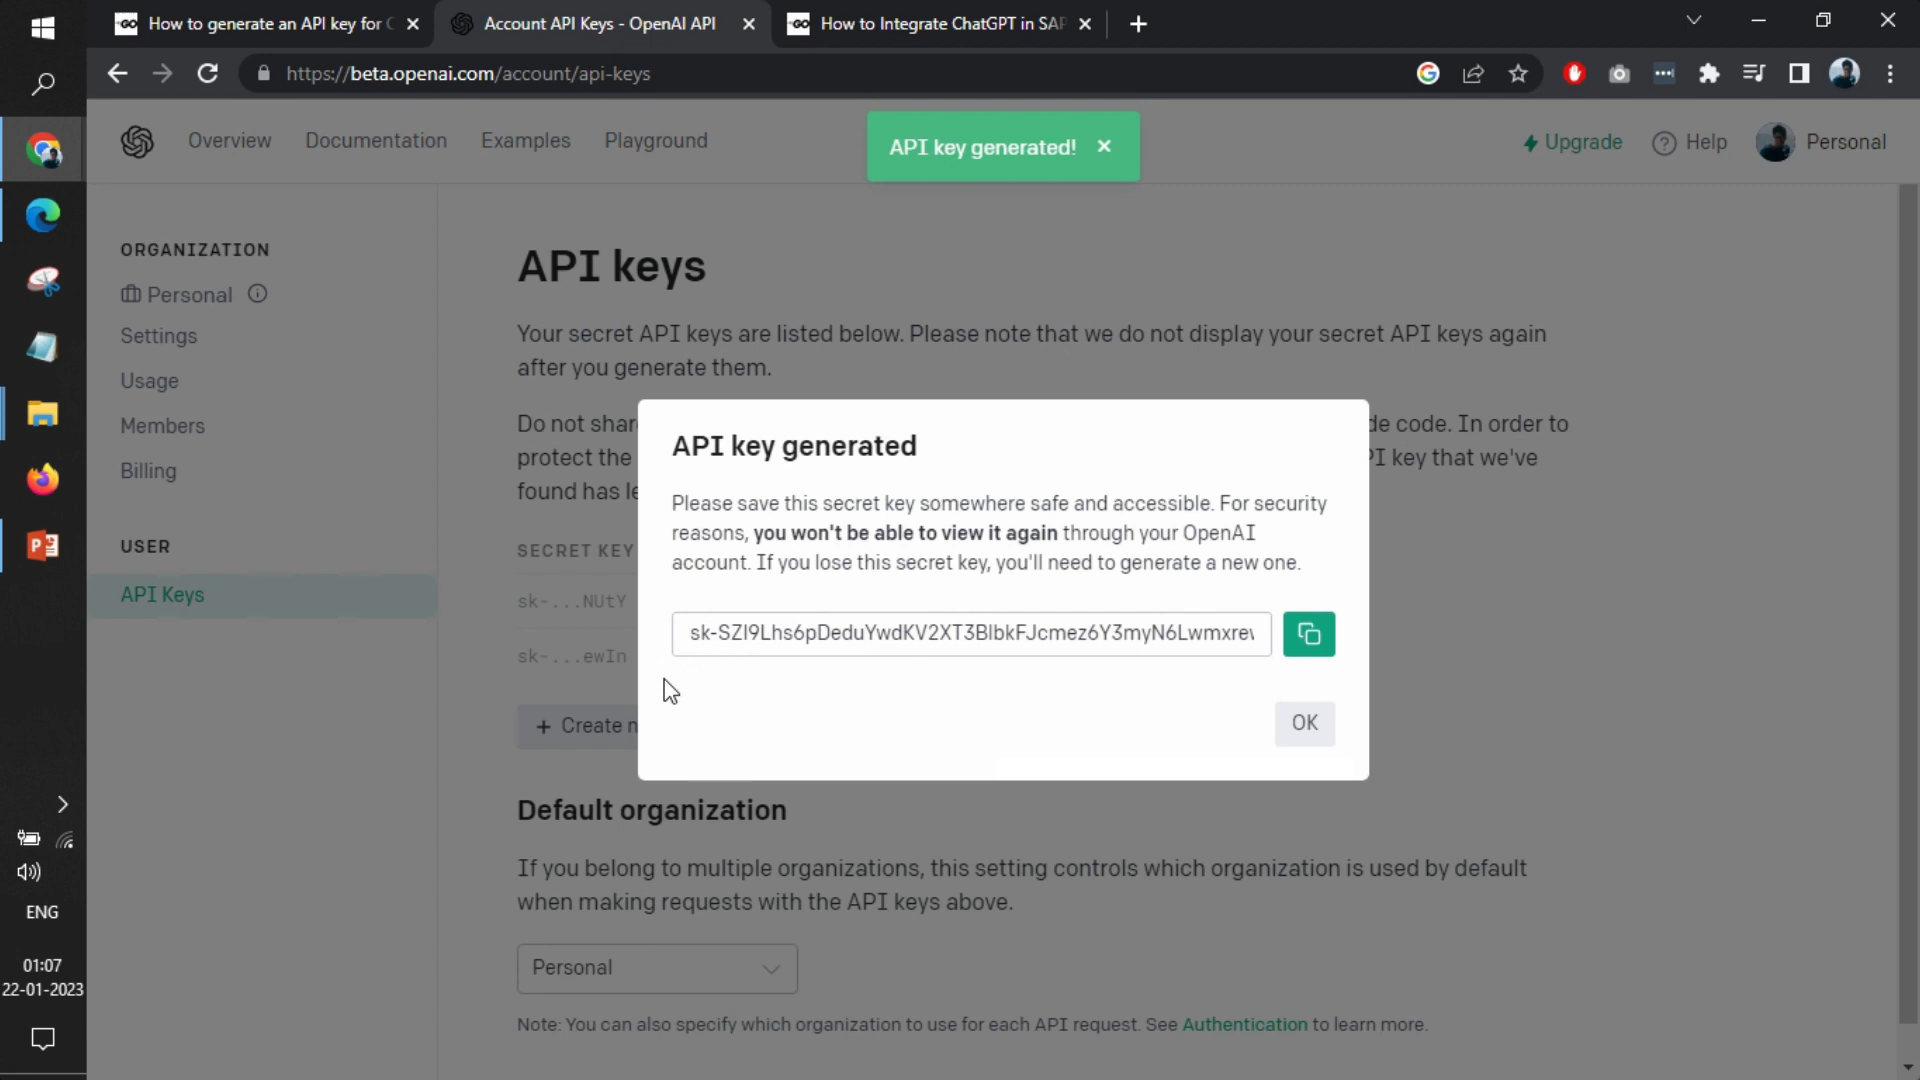 How to generate an API key for
Account API Keys - OpenAI API
How to Integrate ChatGPT in SAP
https://beta.openai.com/account/api-keys
Overview
Documentation
Examples
Playground
API key generated!
Upgrade
Help
Personal
ORGANIZATION
Personal
Settings
Usage
Members
Billing
USER
API Keys
API keys
Your secret API keys are listed below. Please note that we do not display your secret API keys again
after you generate them.
Do not shar
de code. In order to
protect the
PI key that we've
found has le
SECRET KEY
sk-...NUtY
sk-...ewIn
+ Create n
API key generated
Please save this secret key somewhere safe and accessible. For security
reasons, you won't be able to view it again through your OpenAI
account. If you lose this secret key, you'll need to generate a new one.
OK
Default organization
If you belong to multiple organizations, this setting controls which organization is used by default
when making requests with the API keys above.
Personal
Note: You can also specify which organization to use for each API request. See Authentication to learn more.
ENG
01:07
22-01-2023